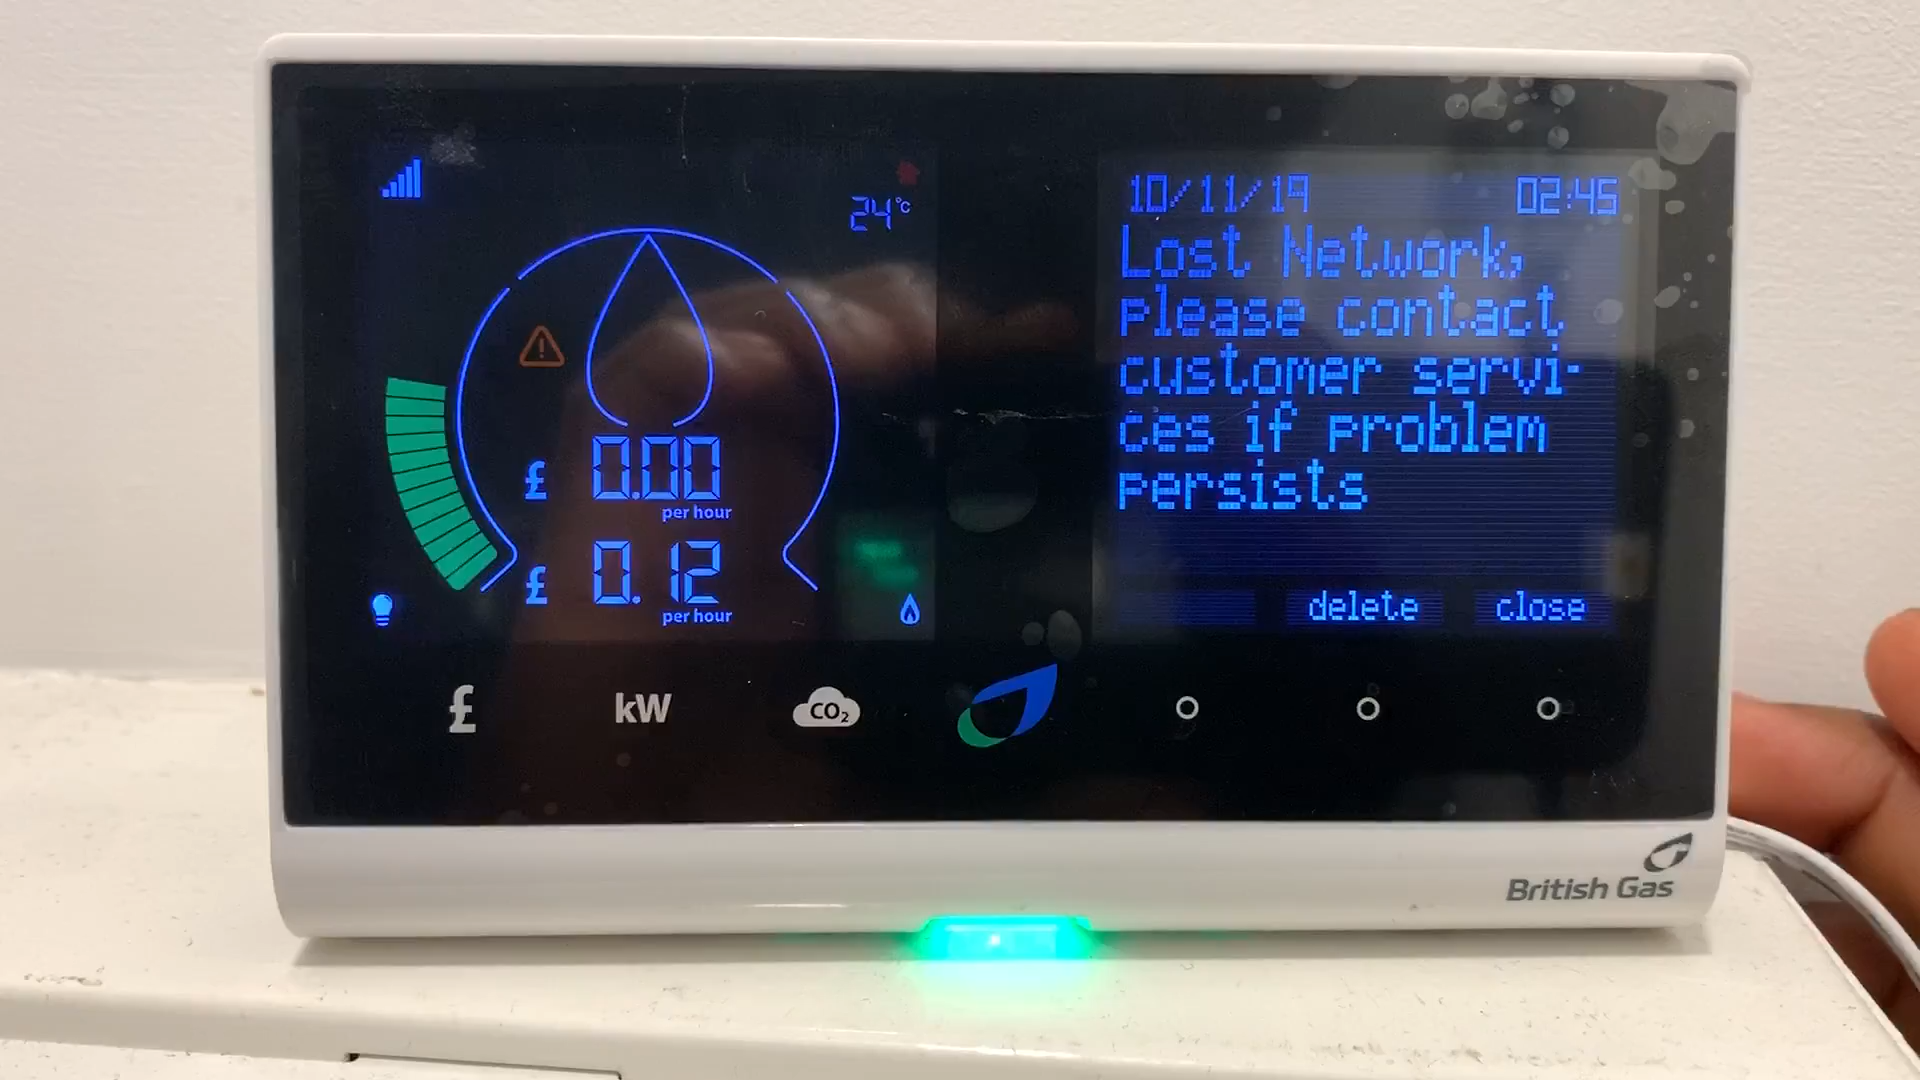 24°C
£ 0.00
per hour
£ 0.12
per hour
£ kW CO₂
10/11/19 02:45
Lost Network,
please contact
customer servi-
ces if problem
persists
delete close
British Gas